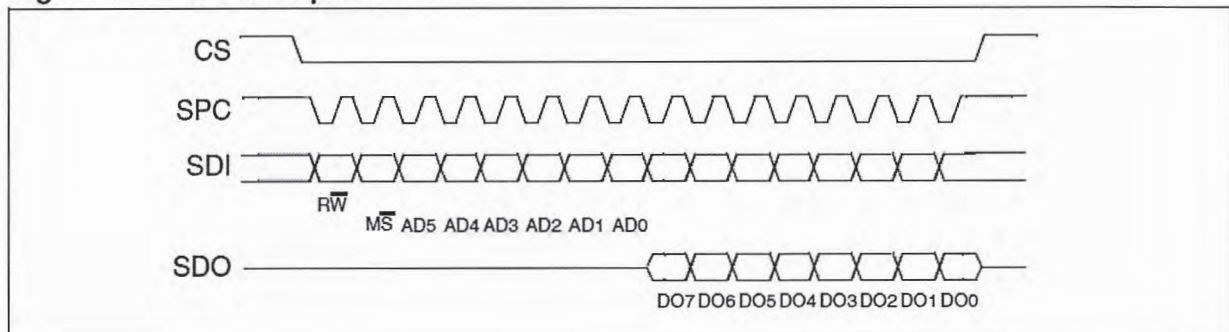 CS
SPC
SDI
RW̅
MS̅ AD5 AD4 AD3 AD2 AD1 AD0
SDO
DO7 DO6 DO5 DO4 DO3 DO2 DO1 DO0